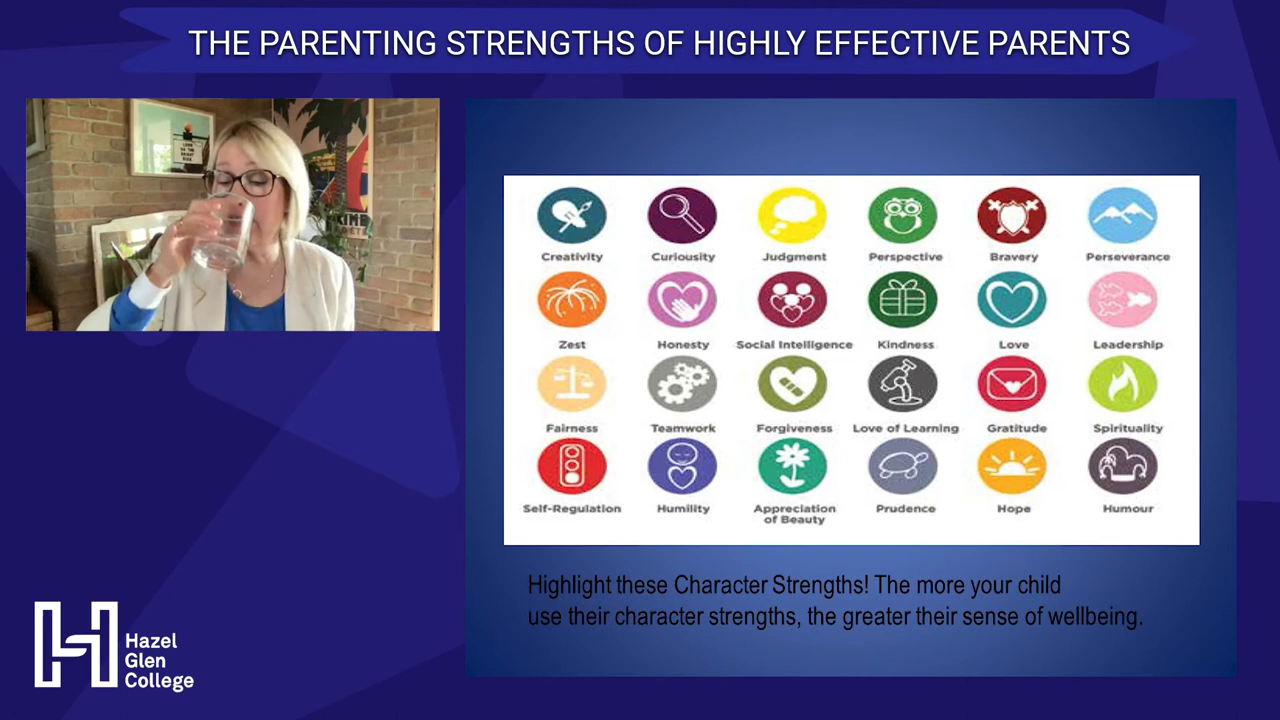 THE PARENTING STRENGTHS OF HIGHLY EFFECTIVE PARENTS
Creativity
Curiousity
Judgment
Perspective
Bravery
Perseverance
Zest
Honesty
Social Intelligence
Kindness
Love
Leadership
Fairness
Teamwork
Forgiveness
Love of Learning
Gratitude
Spirituality
Self-Regulation
Humility
Appreciation
of Beauty
Prudence
Hope
Humour
Highlight these Character Strengths! The more your child
use their character strengths, the greater their sense of wellbeing.
Hazel
Glen
College